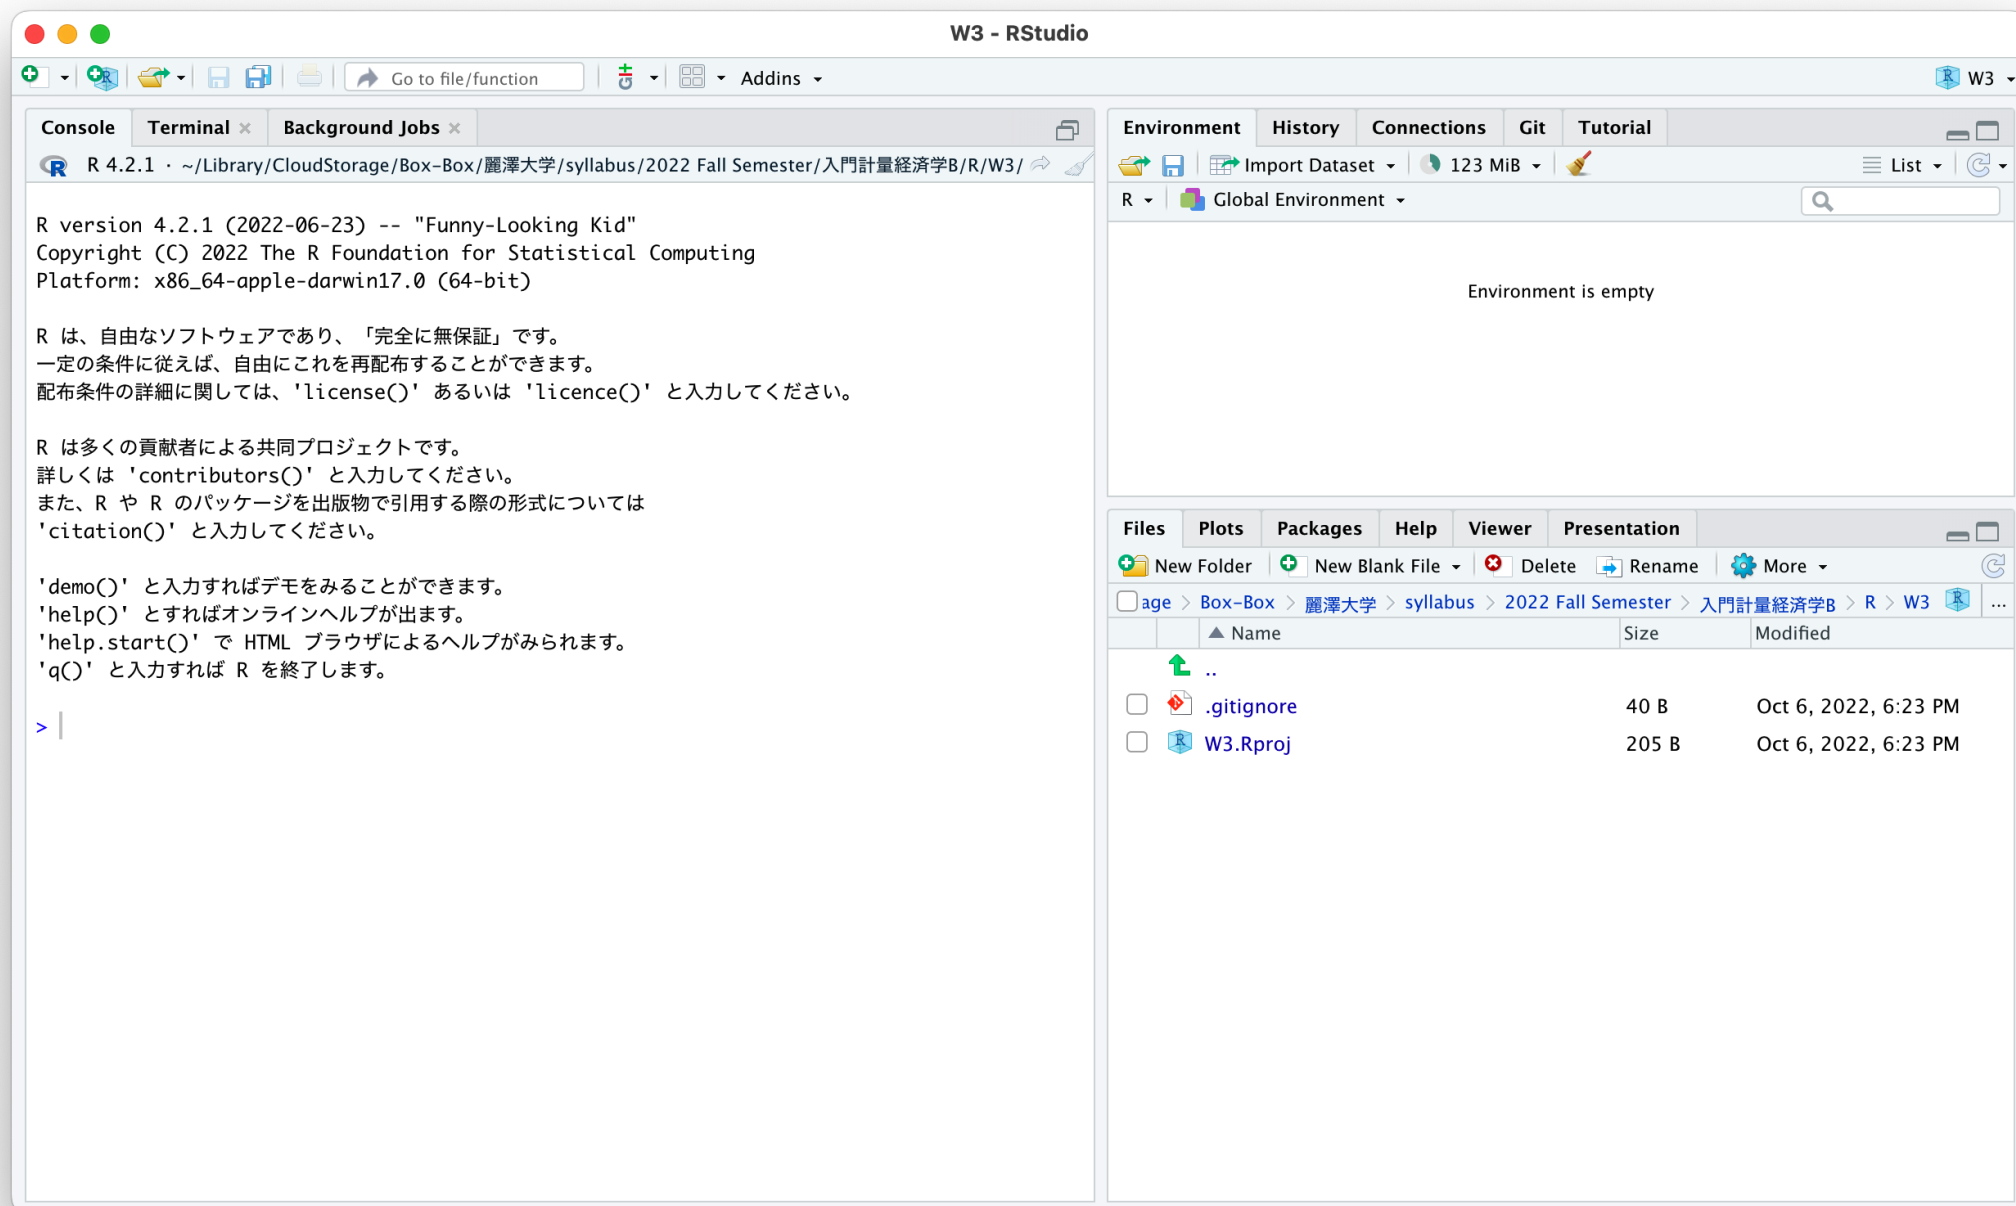 W3 - RStudio
Go to file/function
Addins
W3
Console Terminal Background Jobs
R 4.2.1 · ~/Library/CloudStorage/Box-Box/麗澤大学/syllabus/2022 Fall Semester/入門計量経済学B/R/W3/
R version 4.2.1 (2022-06-23) -- "Funny-Looking Kid"
Copyright (C) 2022 The R Foundation for Statistical Computing
Platform: x86_64-apple-darwin17.0 (64-bit)
R は、自由なソフトウェアであり、「完全に無保証」です。
一定の条件に従えば、自由にこれを再配布することができます。
配布条件の詳細に関しては、'license()' あるいは 'licence()' と入力してください。
R は多くの貢献者による共同プロジェクトです。
詳しくは 'contributors()' と入力してください。
また、R や R のパッケージを出版物で引用する際の形式については
'citation()' と入力してください。
'demo()' と入力すればデモをみることができます。
'help()' とすればオンラインヘルプが出ます。
'help.start()' で HTML ブラウザによるヘルプがみられます。
'q()' と入力すれば R を終了します。
>
Environment History Connections Git Tutorial
Import Dataset 123 MiB List
R Global Environment
Environment is empty
Files Plots Packages Help Viewer Presentation
New Folder New Blank File Delete Rename More
age > Box-Box > 麗澤大学 > syllabus > 2022 Fall Semester > 入門計量経済学B > R > W3 ...
Name Size Modified
..
.gitignore 40 B Oct 6, 2022, 6:23 PM
W3.Rproj 205 B Oct 6, 2022, 6:23 PM